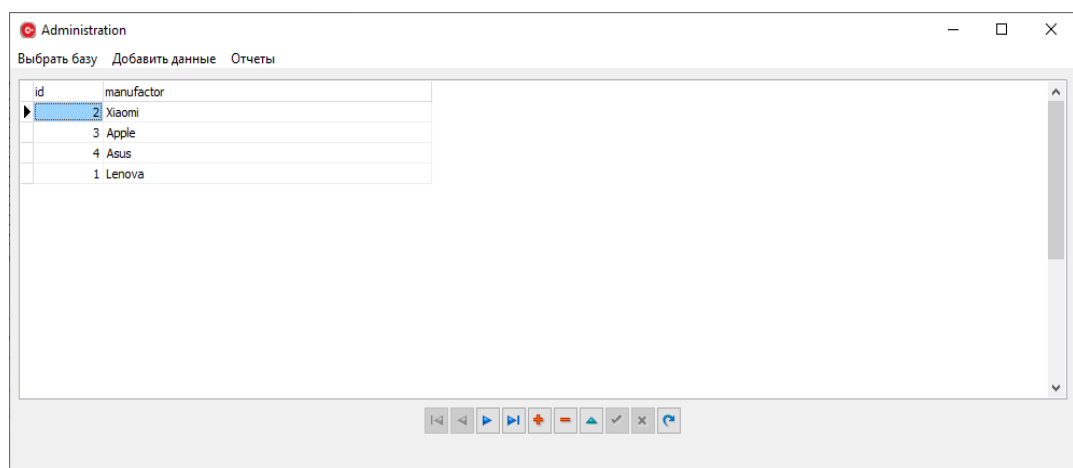 Administration
Выбрать базу Добавить данные Отчеты
id manufactor
2 Xiaomi
3 Apple
4 Asus
1 Lenova